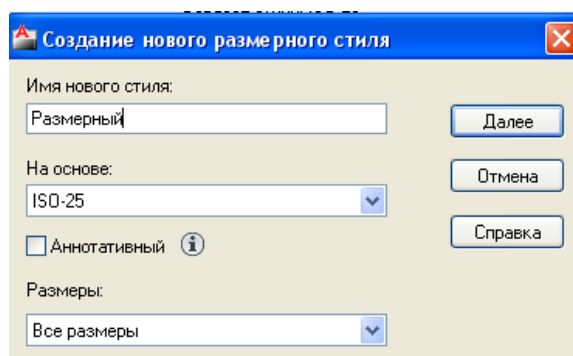 Создание нового размерного стиля
Имя нового стиля:
Размерный
Далее
На основе:
Отмена
ISO-25
Справка
Аннотативный
Размеры:
Все размеры